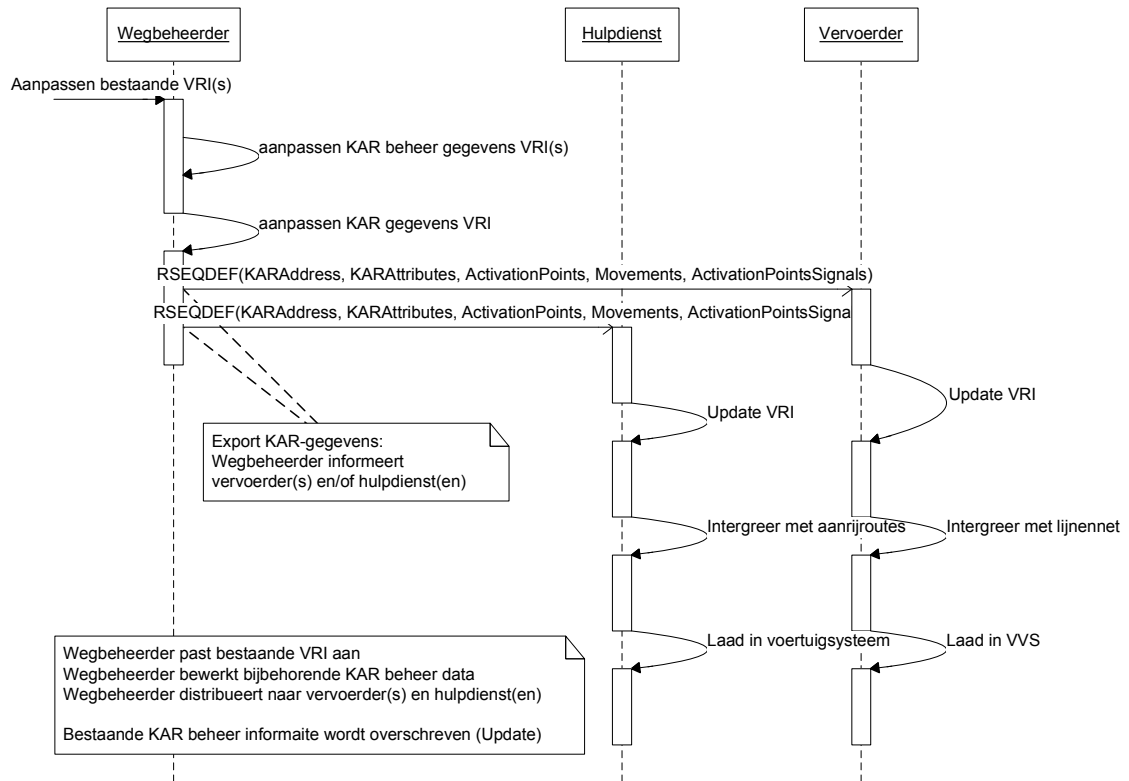 Wegbeheerder
Hulpdienst
Vervoerder
Aanpassen bestaande VRI(s)
aanpassen KAR beheer gegevens VRI(s)
aanpassen KAR gegevens VRI
RSEQDEF(KARAddress, KARAttributes, ActivationPoints, Movements, ActivationPointsSignals)
RSEQDEF(KARAddress, KARAttributes, ActivationPoints, Movements, ActivationPointsSigna
Update VRI
Update VRI
Export KAR-gegevens:
Wegbeheerder informeert
vervoerder(s) en/of hulpdienst(en)
Intergreer met aanrijroutes
Intergreer met lijnennet
Laad in voertuigsysteem
Laad in VVS
Wegbeheerder past bestaande VRI aan
Wegbeheerder bewerkt bijbehorende KAR beheer data
Wegbeheerder distribueert naar vervoerder(s) en hulpdienst(en)
Bestaande KAR beheer informaite wordt overschreven (Update)